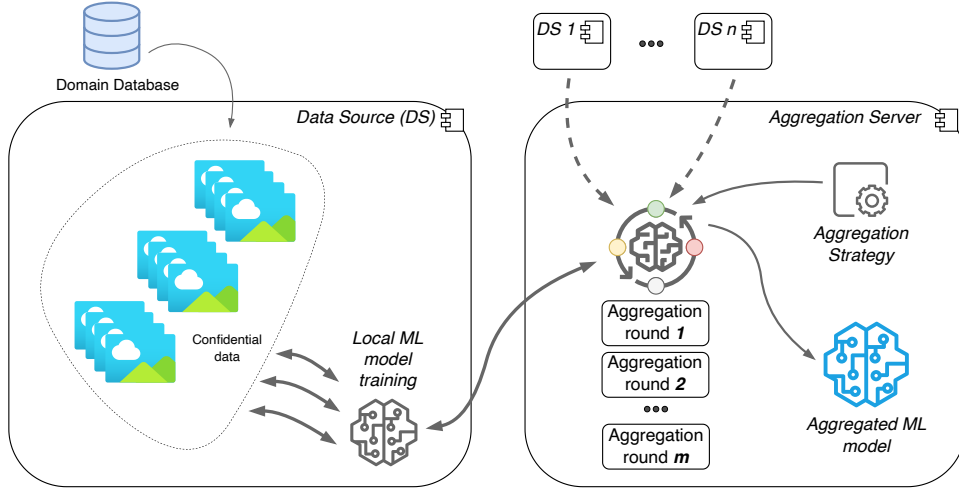 Domain Database
Data Source (DS)
Confidential
data
Local ML
model
training
DS 1
DS n
Aggregation Server
Aggregation
Strategy
Aggregation
round 1
Aggregation
round 2
Aggregation
round m
Aggregated ML
model